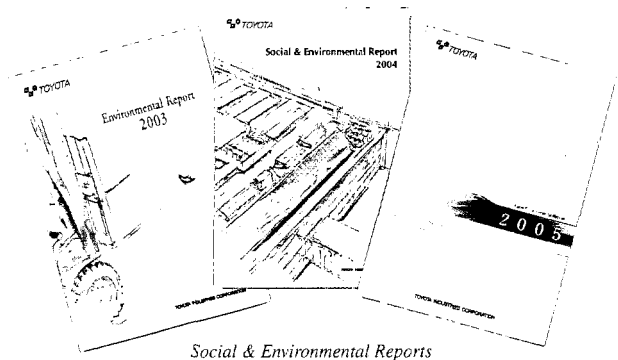 TOYOTA
Environmental Report
2003
TOYOTA INDUSTRIES CORPORATION
TOYOTA
Social & Environmental Report
2004
TOYOTA
2005
TOYOTA INDUSTRIES CORPORATION
Social & Environmental Reports